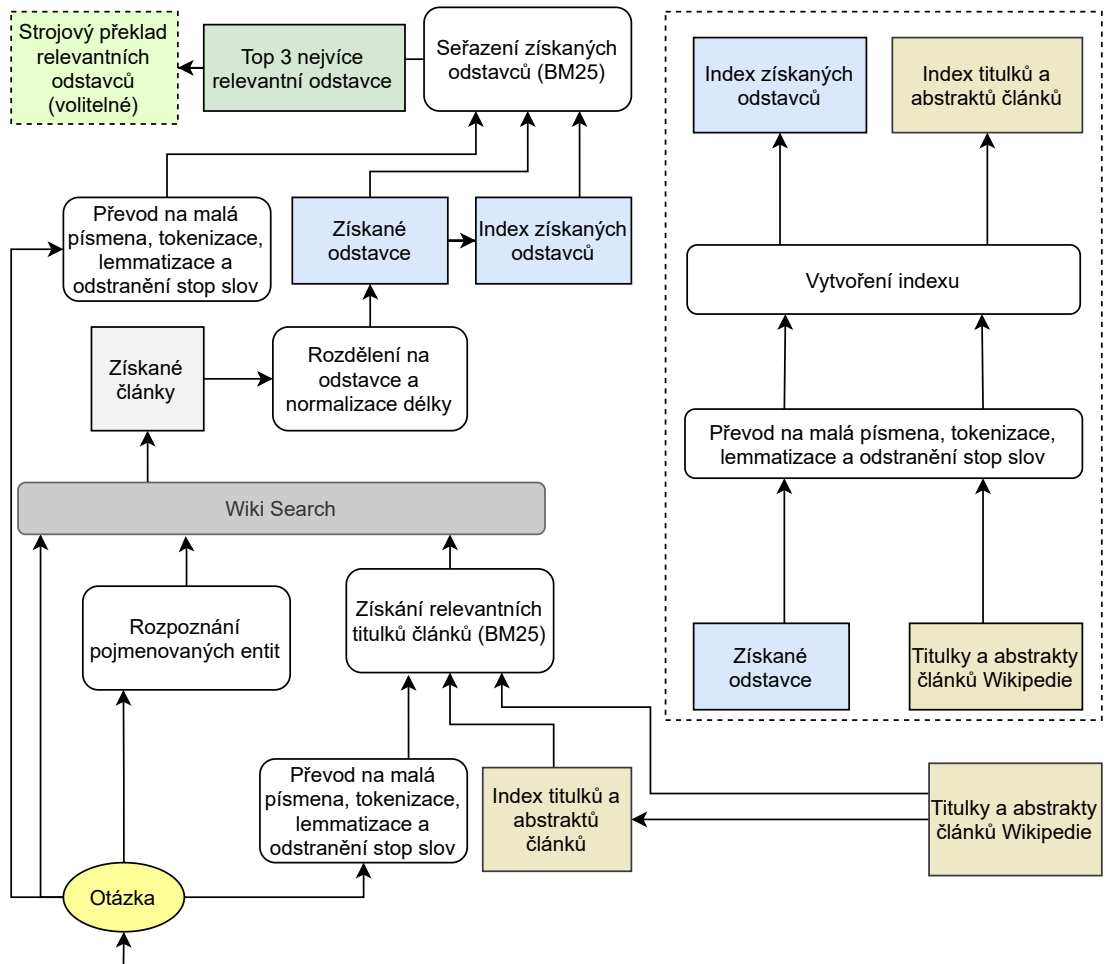 Strojový překlad
relevantních
odstavců
(volitelné)
Top 3 nejvíce
relevantní odstavce
Seřazení získaných
odstavců (BM25)
Převod na malá
písmena, tokenizace,
lemmatizace a
odstranění stop slov
Získané
odstavce
Index získaných
odstavců
Získané
články
Rozdělení na
odstavce a
normalizace délky
Wiki Search
Rozpoznání
pojmenovaných entit
Získání relevantních
titulků článků (BM25)
Převod na malá
písmena, tokenizace,
lemmatizace a
odstranění stop slov
Index titulků a
abstraktů
článků
Titulky a abstrakty
článků Wikipedie
Otázka
Index získaných
odstavců
Index titulků a
abstraktů článků
Vytvoření indexu
Převod na malá písmena, tokenizace,
lemmatizace a odstranění stop slov
Získané
odstavce
Titulky a abstrakty
článků Wikipedie